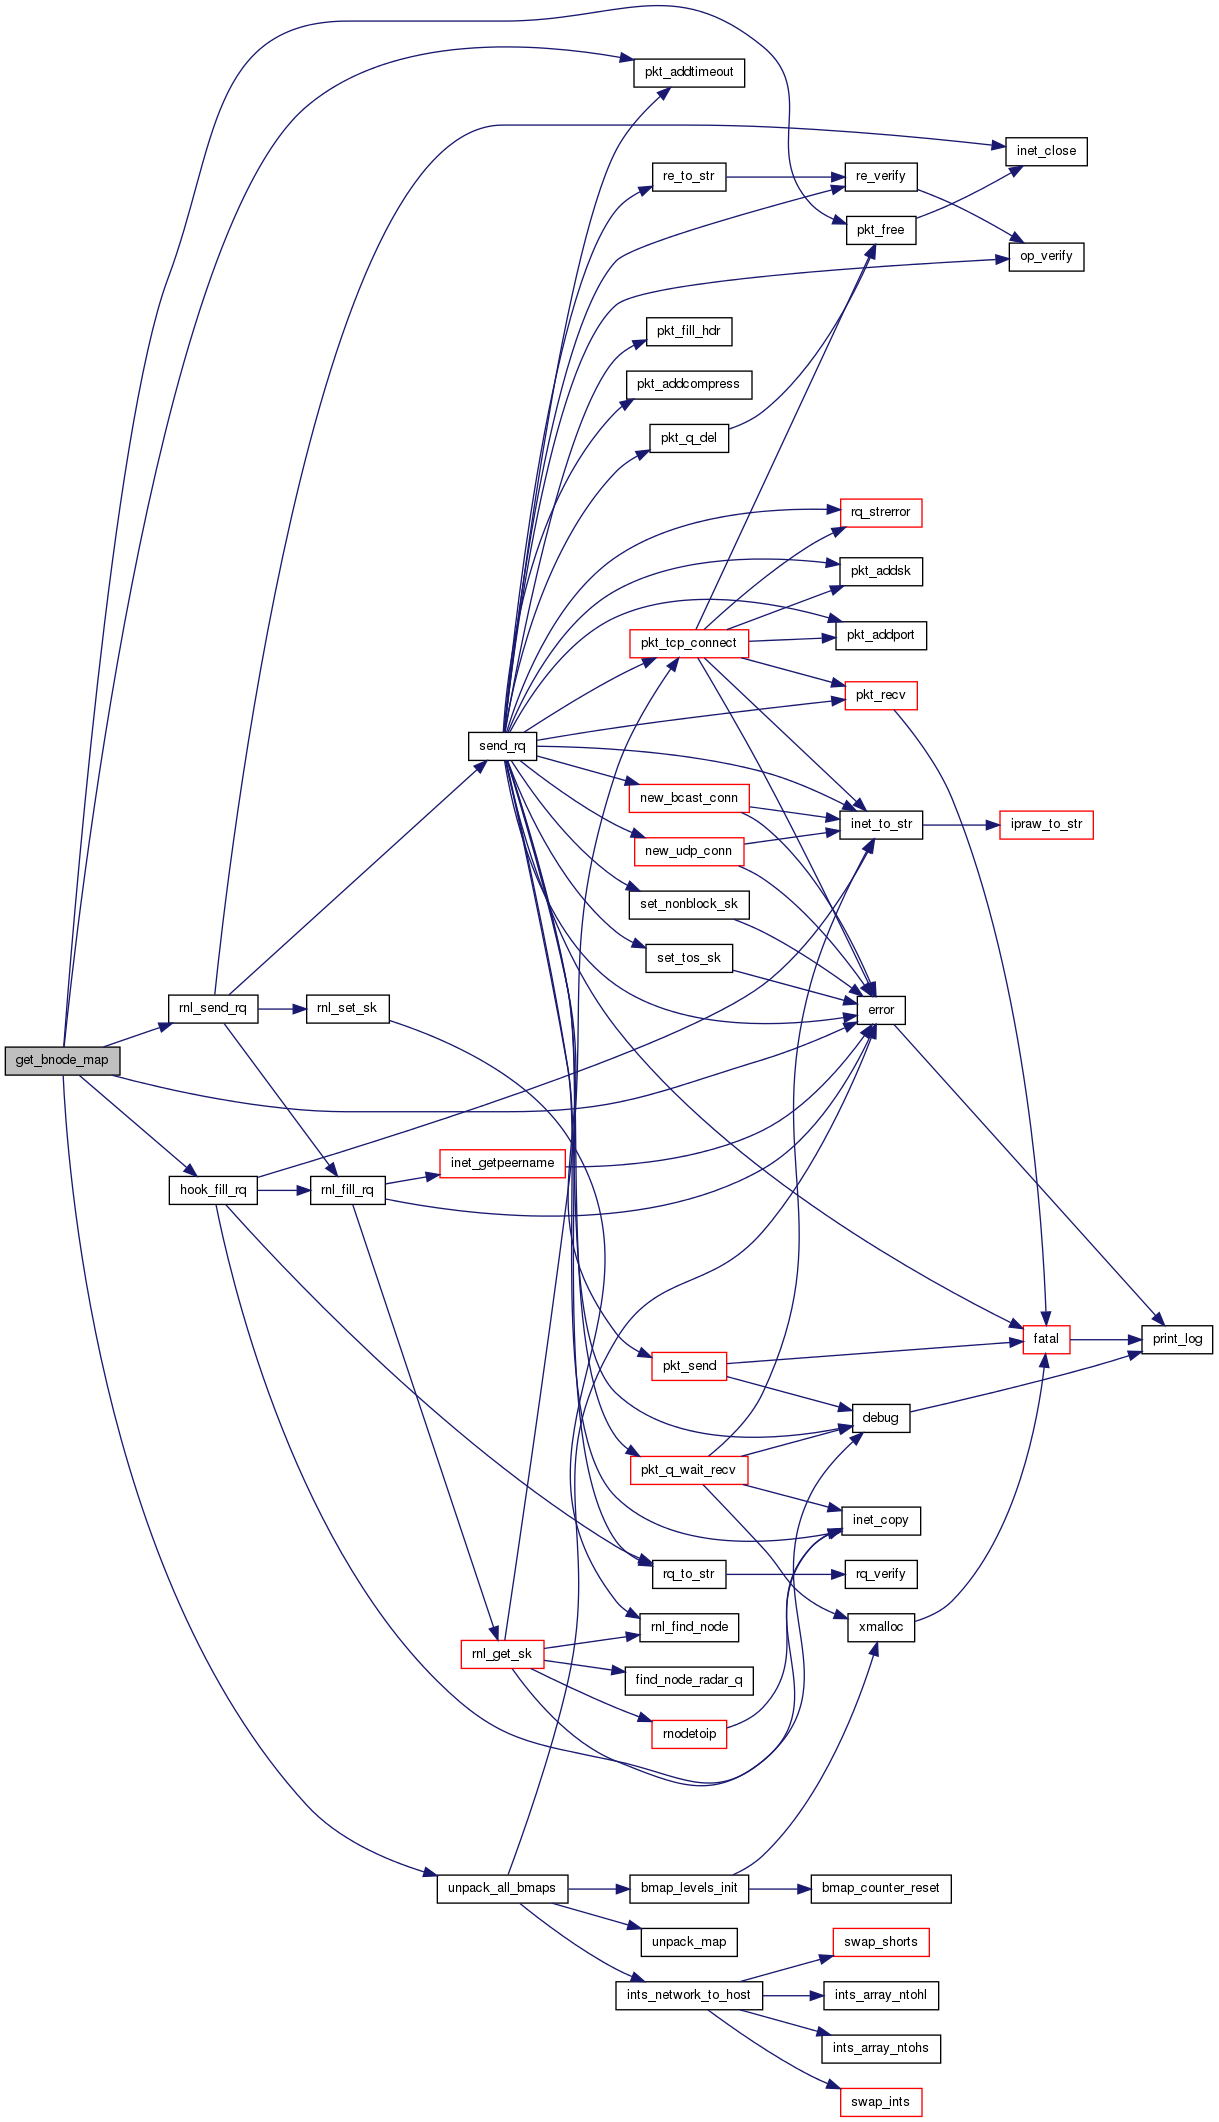 pkt_addtimeout
inet_close
re_to_str
re_verify
pkt_free
op_verify
pkt_fill_hdr
pkt_addcompress
pkt_q_del
rq_strerror
pkt_addsk
pkt_addport
pkt_tcp_connect
pkt_recv
send_rq
new_bcast_conn
inet_to_str
ipraw_to_str
new_udp_conn
set_nonblock_sk
set_tos_sk
rnl_send_rq
rnl_set_sk
error
get_bnode_map
inet_getpeername
hook_fill_rq
rnl_fill_rq
fatal
print_log
pkt_send
debug
pkt_q_wait_recv
inet_copy
rq_to_str
rq_verify
rnl_find_node
xmalloc
rnl_get_sk
find_node_radar_q
rnodetoip
unpack_all_bmaps
bmap_levels_init
bmap_counter_reset
unpack_map
swap_shorts
ints_network_to_host
ints_array_ntohl
ints_array_ntohs
swap_ints